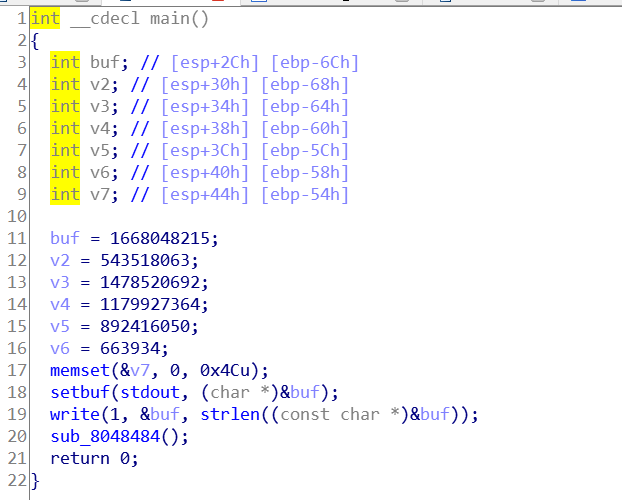 1 int __cdecl main()
2 {
3 int buf; // [esp+2Ch] [ebp-6Ch]
4 int v2; // [esp+30h] [ebp-68h]
5 int v3; // [esp+34h] [ebp-64h]
6 int v4; // [esp+38h] [ebp-60h]
7 int v5; // [esp+3Ch] [ebp-5Ch]
8 int v6; // [esp+40h] [ebp-58h]
9 int v7; // [esp+44h] [ebp-54h]
10
11 buf = 1668048215;
12 v2 = 543518063;
13 v3 = 1478520692;
14 v4 = 1179927364;
15 v5 = 892416050;
16 v6 = 663934;
17 memset(&v7, 0, 0x4Cu);
18 setbuf(stdout, (char *)&buf);
19 write(1, &buf, strlen((const char *)&buf));
20 sub_8048484();
21 return 0;
22 }